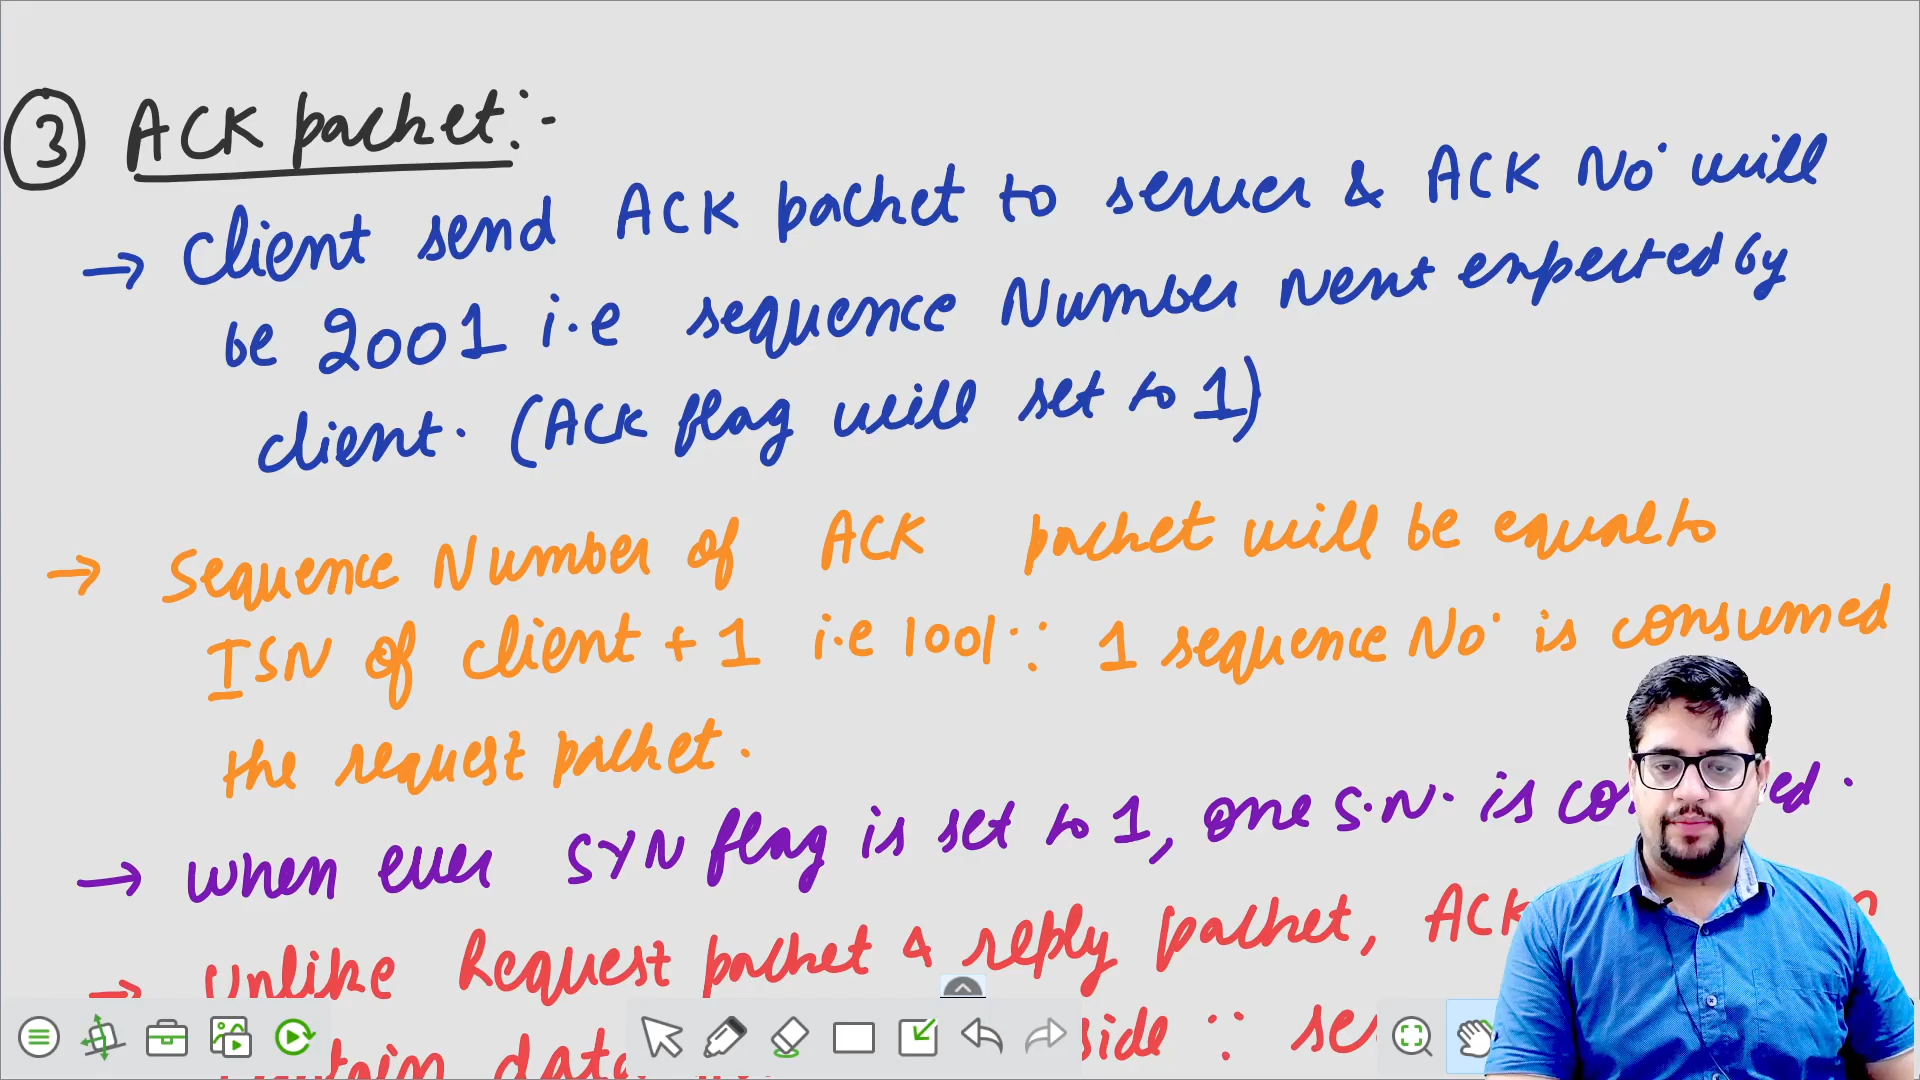 3 ACK packet:-
→ Client send ACK packet to server & ACK No. will
be 2001 i.e sequence Number Next expected by
client. (ACK flag will set to 1)
→ Sequence Number of ACK packet will be equal to
ISN of client + 1 i.e 1001 ∵ 1 sequence No. is consumed
the request packet.
→ when ever SYN flag is set to 1, one S.N. is
→ Unlike Request packet & reply packet, ACK
data side ∵